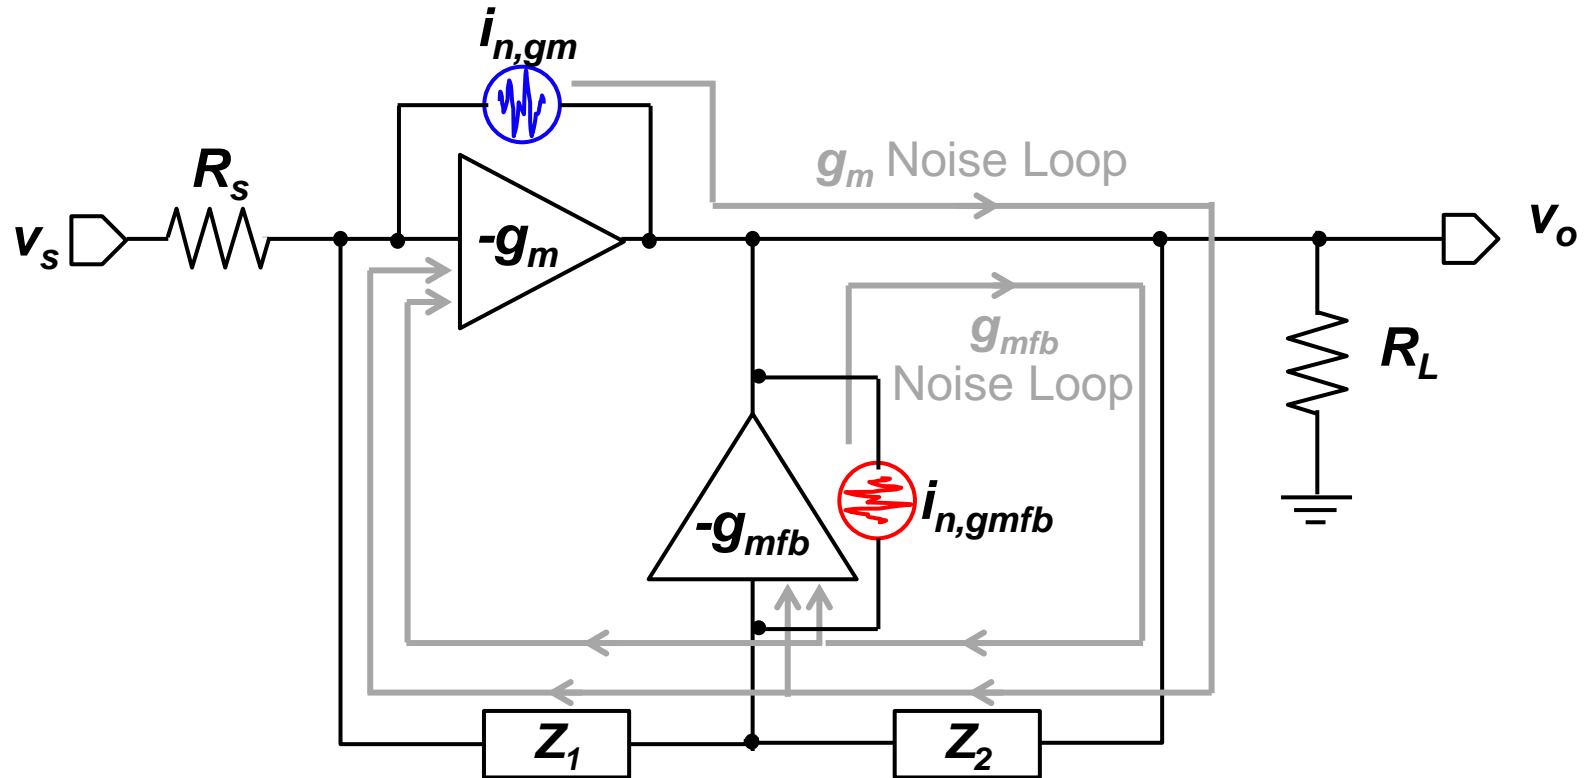 i_n,gm
R_s
g_m Noise Loop
v_s
-g_m
v_o
g_mfb
Noise Loop
R_L
-g_mfb
i_n,gmfb
Z_1
Z_2